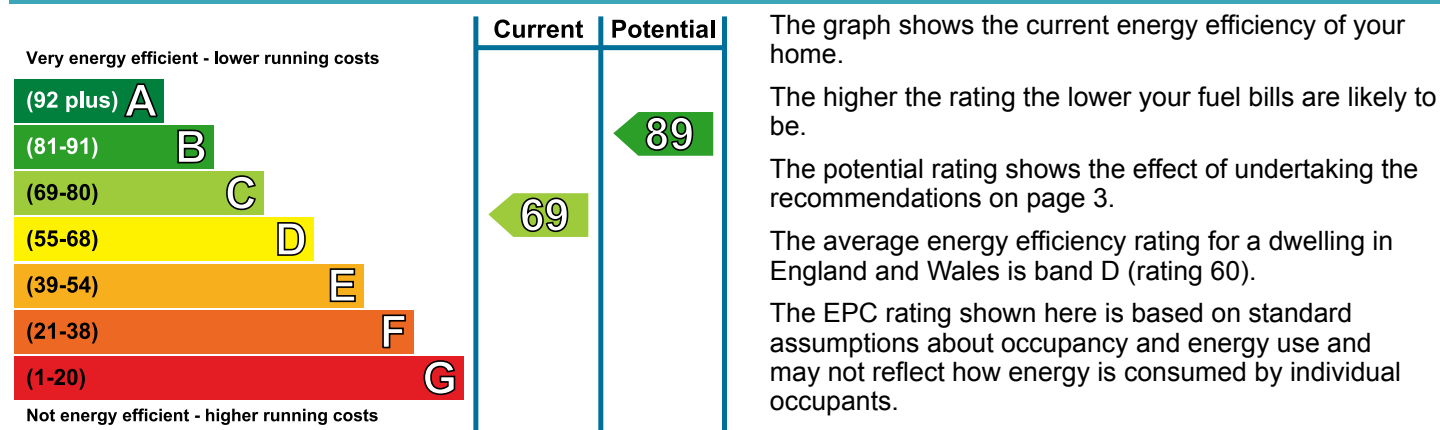 Current Potential
Very energy efficient - lower running costs
(92 plus) A
(81-91) B
89
(69-80) C
69
(55-68) D
(39-54) E
(21-38) F
(1-20) G
Not energy efficient - higher running costs
The graph shows the current energy efficiency of your
home.
The higher the rating the lower your fuel bills are likely to
be.
The potential rating shows the effect of undertaking the
recommendations on page 3.
The average energy efficiency rating for a dwelling in
England and Wales is band D (rating 60).
The EPC rating shown here is based on standard
assumptions about occupancy and energy use and
may not reflect how energy is consumed by individual
occupants.